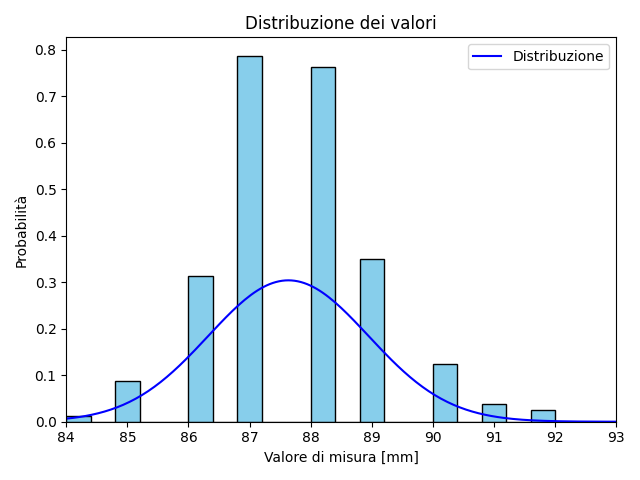 Distribuzione dei valori
Distribuzione
Probabilità
0.8
0.7
0.6
0.5
0.4
0.3
0.2
0.1
0.0
84 85 86 87 88 89 90 91 92 93
Valore di misura [mm]